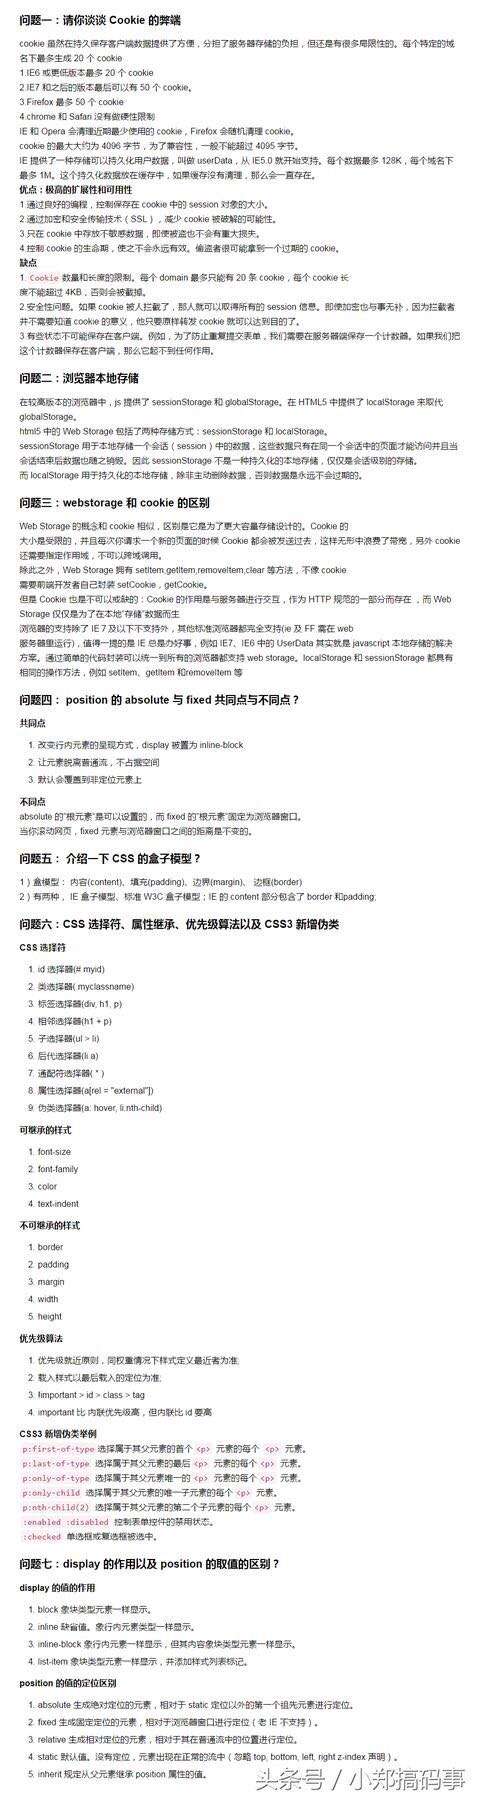 问题一：请你谈谈 Cookie 的弊端
cookie 虽然在持久保存客户端数据提供了方便，分担了服务器存储的负担，但还是有很多局限性的。每个特定的域
名下最多生成 20 个 cookie
1.IE6 或更低版本最多 20 个 cookie
2.IE7 和之后的版本最后可以有 50 个 cookie。
3.Firefox 最多 50 个 cookie
4.chrome 和 Safari 没有做硬性限制
IE 和 Opera 会清理近期最少使用的 cookie，Firefox 会随机清理 cookie。
cookie 的最大大约为 4096 字节，为了兼容性，一般不能超过 4095 字节。
IE 提供了一种存储可以持久化用户数据，叫做 userData，从 IE5.0 就开始支持。每个数据最多 128K，每个域名下
最多 1M。这个持久化数据放在缓存中，如果缓存没有清理，那么会一直存在。
优点：极高的扩展性和可用性
1.通过良好的编程，控制保存在 cookie 中的 session 对象的大小。
2.通过加密和安全传输技术（SSL），减少 cookie 被破解的可能性。
3.只在 cookie 中存放不敏感数据，即使被盗也不会有重大损失。
4.控制 cookie 的生命期，使之不会永远有效。偷盗者很可能拿到一个过期的 cookie。
缺点
1. Cookie 数量和长度的限制。每个 domain 最多只能有 20 条 cookie，每个 cookie 长
度不能超过 4KB，否则会被截掉。
2.安全性问题。如果 cookie 被人拦截了，那人就可以取得所有的 session 信息。即使加密也与事无补，因为拦截者
并不需要知道 cookie 的意义，他只要原样转发 cookie 就可以达到目的了。
3.有些状态不可能保存在客户端。例如，为了防止重复提交表单，我们需要在服务器端保存一个计数器。如果我们把
这个计数器保存在客户端，那么它起不到任何作用。
问题二：浏览器本地存储
在较高版本的浏览器中，js 提供了 sessionStorage 和 globalStorage。在 HTML5 中提供了 localStorage 来取代
globalStorage。
html5 中的 Web Storage 包括了两种存储方式：sessionStorage 和 localStorage。
sessionStorage 用于本地存储一个会话（session）中的数据，这些数据只有在同一个会话中的页面才能访问并且当
会话结束后数据也随之销毁。因此 sessionStorage 不是一种持久化的本地存储，仅仅是会话级别的存储。
而 localStorage 用于持久化的本地存储，除非主动删除数据，否则数据是永远不会过期的。
问题三：webstorage 和 cookie 的区别
Web Storage 的概念和 cookie 相似，区别是它是为了更大容量存储设计的。Cookie 的
大小是受限的，并且每次你请求一个新的页面的时候 Cookie 都会被发送过去，这样无形中浪费了带宽，另外 cookie
还需要指定作用域，不可以跨域调用。
除此之外，Web Storage 拥有 setItem,getItem,removeItem,clear 等方法，不像 cookie
需要前端开发者自己封装 setCookie，getCookie。
但是 Cookie 也是不可以或缺的：Cookie 的作用是与服务器进行交互，作为 HTTP 规范的一部分而存在 ，而 Web
Storage 仅仅是为了在本地“存储”数据而生
浏览器的支持除了 IE７及以下不支持外，其他标准浏览器都完全支持(ie 及 FF 需在 web
服务器里运行)，值得一提的是 IE 总是办好事，例如 IE7、IE6 中的 UserData 其实就是 javascript 本地存储的解决
方案。通过简单的代码封装可以统一到所有的浏览器都支持 web storage。localStorage 和 sessionStorage 都具有
相同的操作方法，例如 setItem、getItem 和removeItem 等
问题四： position 的 absolute 与 fixed 共同点与不同点？
共同点
1. 改变行内元素的呈现方式，display 被置为 inline-block
2. 让元素脱离普通流，不占据空间
3. 默认会覆盖到非定位元素上
不同点
absolute 的”根元素“是可以设置的，而 fixed 的”根元素“固定为浏览器窗口。
当你滚动网页，fixed 元素与浏览器窗口之间的距离是不变的。
问题五： 介绍一下 CSS 的盒子模型？
1）盒模型： 内容(content)、填充(padding)、边界(margin)、 边框(border)
2）有两种， IE 盒子模型、标准 W3C 盒子模型；IE 的 content 部分包含了 border 和padding;
问题六：CSS 选择符、属性继承、优先级算法以及 CSS3 新增伪类
CSS 选择符
1. id 选择器(# myid)
2. 类选择器(.myclassname)
3. 标签选择器(div, h1, p)
4. 相邻选择器(h1 + p)
5. 子选择器(ul > li)
6. 后代选择器(li a)
7. 通配符选择器( * )
8. 属性选择器(a[rel = "external"])
9. 伪类选择器(a: hover, li:nth-child)
可继承的样式
1. font-size
2. font-family
3. color
4. text-indent
不可继承的样式
1. border
2. padding
3. margin
4. width
5. height
优先级算法
1. 优先级就近原则，同权重情况下样式定义最近者为准;
2. 载入样式以最后载入的定位为准;
3. !important > id > class > tag
4. important 比 内联优先级高，但内联比 id 要高
CSS3 新增伪类举例
p:first-of-type 选择属于其父元素的首个 <p> 元素的每个 <p> 元素。
p:last-of-type 选择属于其父元素的最后 <p> 元素的每个 <p> 元素。
p:only-of-type 选择属于其父元素唯一的 <p> 元素的每个 <p> 元素。
p:only-child 选择属于其父元素的唯一子元素的每个 <p> 元素。
p:nth-child(2) 选择属于其父元素的第二个子元素的每个 <p> 元素。
:enabled :disabled 控制表单控件的禁用状态。
:checked 单选框或复选框被选中。
问题七：display 的作用以及 position 的取值的区别？
display 的值的作用
1. block 象块类型元素一样显示。
2. inline 缺省值。象行内元素类型一样显示。
3. inline-block 象行内元素一样显示，但其内容象块类型元素一样显示。
4. list-item 象块类型元素一样显示，并添加样式列表标记。
position 的值的定位区别
1. absolute 生成绝对定位的元素，相对于 static 定位以外的第一个祖先元素进行定位。
2. fixed 生成固定定位的元素，相对于浏览器窗口进行定位（老 IE 不支持）。
3. relative 生成相对定位的元素，相对于其在普通流中的位置进行定位。
4. static 默认值。没有定位，元素出现在正常的流中（忽略 top, bottom, left, right z-index 声明）。
5. inherit 规定从父元素继承 position 属性的值。
头条号 / 小郑搞码事